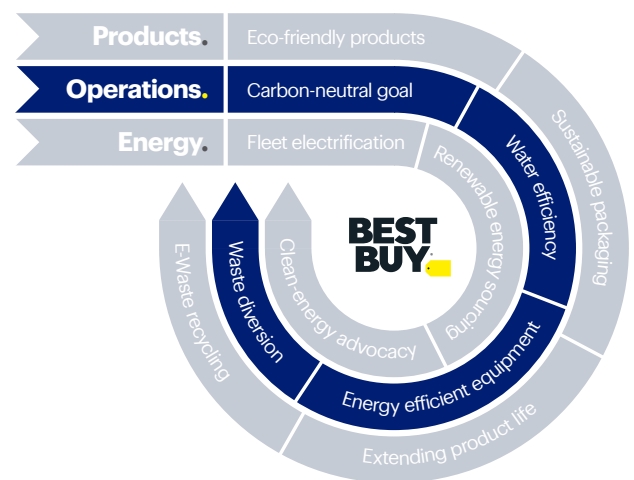 Products.
Eco-friendly products
Sustainable packaging
Extending product life
E-Waste recycling
Operations.
Carbon-neutral goal
Water efficiency
Energy efficient equipment
Waste diversion
Energy.
Fleet electrification
Renewable energy sourcing
Clean-energy advocacy
BEST
BUY